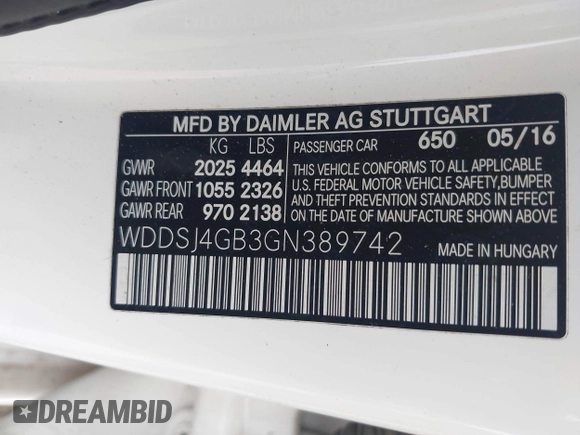 MFD BY DAIMLER AG STUTTGART
KG LBS PASSENGER CAR 650 05/16
GVWR 2025 4464 THIS VEHICLE CONFORMS TO ALL APPLICABLE
GAWR FRONT 1055 2326 U.S. FEDERAL MOTOR VEHICLE SAFETY,BUMPER
GAWR REAR 970 2138 AND THEFT PREVENTION STANDARDS IN EFFECT
ON THE DATE OF MANUFACTURE SHOWN ABOVE
WDDSJ4GB3GN389742 MADE IN HUNGARY
DREAMBID